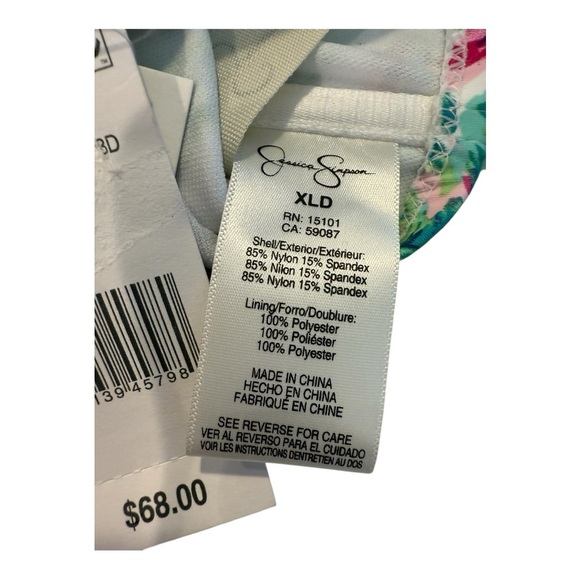 TM
3D
139 45798
$68.00
Jessica Simpson
XLD
RN: 15101
CA: 59087
Shell/Exterior/Extérieur:
85% Nylon 15% Spandex
85% Nilon 15% Spandex
85% Nylon 15% Spandex
Lining/Forro/Doublure:
100% Polyester
100% Poliéster
100% Polyester
MADE IN CHINA
HECHO EN CHINA
FABRIQUÉ EN CHINE
SEE REVERSE FOR CARE
VER AL REVERSO PARA EL CUIDADO
VOIR LES INSTRUCTIONS DENTRETIEN AU DOS